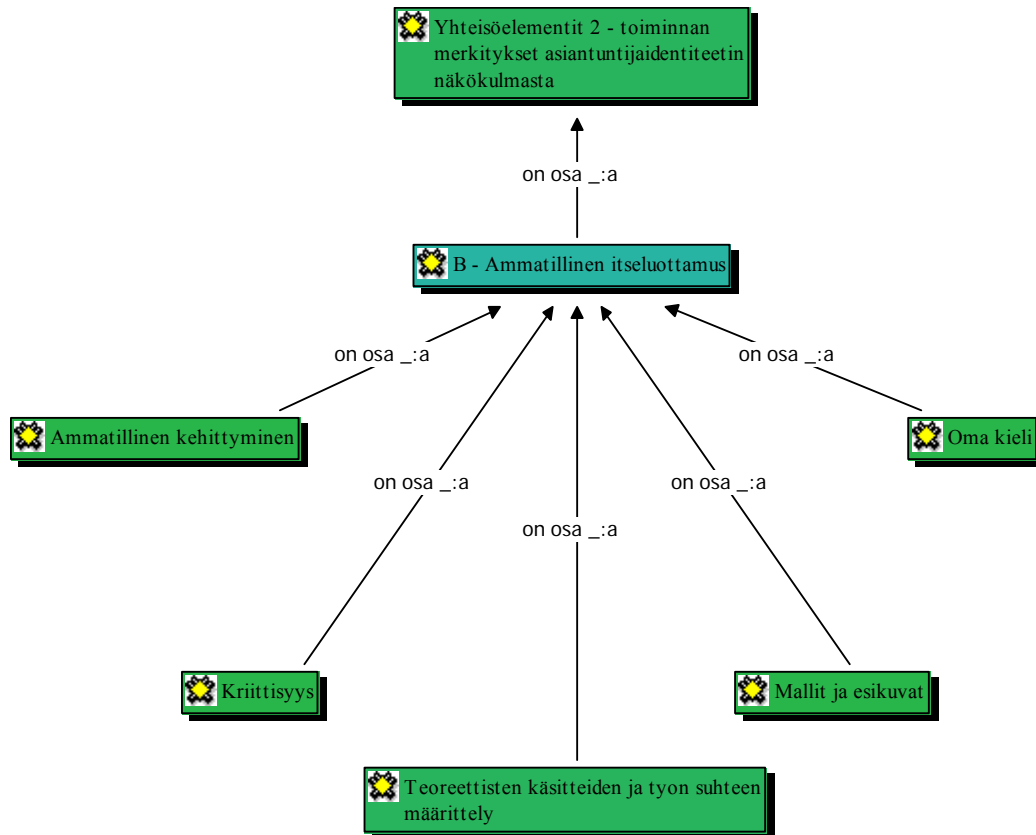 Yhteisöelementit 2 - toiminnan
merkitykset asiantuntijaidentiteetin
näkökulmasta
on osa _:a
B - Ammatillinen itseluottamus
on osa _:a
on osa _:a
Ammatillinen kehittyminen
Oma kieli
on osa _:a
on osa _:a
on osa _:a
Kriittisyys
Mallit ja esikuvat
Teoreettisten käsitteiden ja tyon suhteen
määrittely